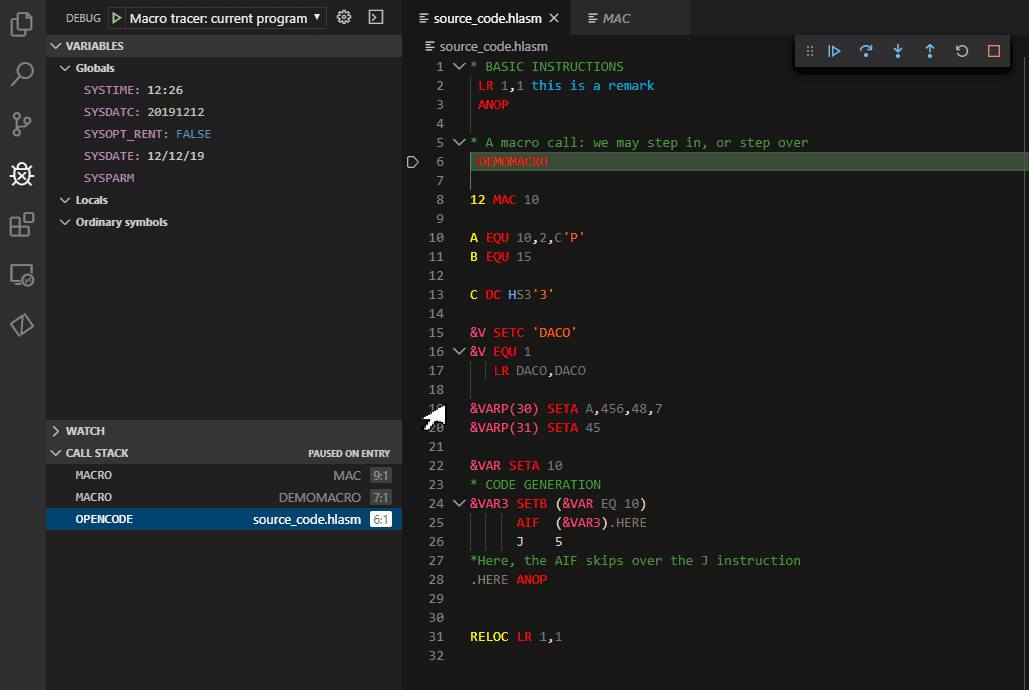 DEBUG Macro tracer: current program
VARIABLES
Globals
SYSTIME: 12:26
SYSDATC: 20191212
SYSOPT_RENT: FALSE
SYSDATE: 12/12/19
SYSPARM
Locals
Ordinary symbols
WATCH
CALL STACK PAUSED ON ENTRY
MACRO MAC 9:1
MACRO DEMOMACRO 7:1
OPENCODE source_code.hlasm 6:1
source_code.hlasm MAC
source_code.hlasm
1 * BASIC INSTRUCTIONS
2 LR 1,1 this is a remark
3 ANOP
4
5 * A macro call: we may step in, or step over
6 DEMOMACRO
7
8 12 MAC 10
9
10 A EQU 10,2,C'P'
11 B EQU 15
12
13 C DC HS3'3'
14
15 &V SETC 'DACO'
16 &V EQU 1
17 LR DACO,DACO
18
19 &VARP(30) SETA A,456,48,7
20 &VARP(31) SETA 45
21
22 &VAR SETA 10
23 * CODE GENERATION
24 &VAR3 SETB (&VAR EQ 10)
25 AIF (&VAR3).HERE
26 J 5
27 *Here, the AIF skips over the J instruction
28 .HERE ANOP
29
30
31 RELOC LR 1,1
32